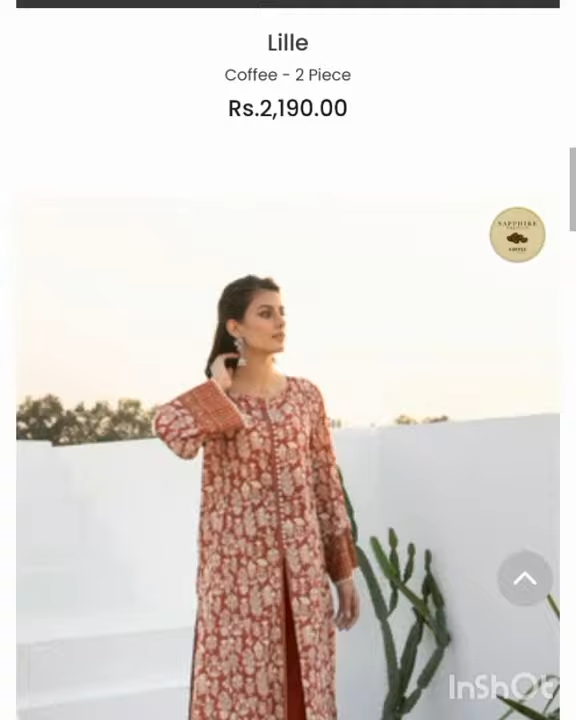 Lille
Coffee - 2 Piece
Rs.2,190.00
SAPPHIRE
InShOt